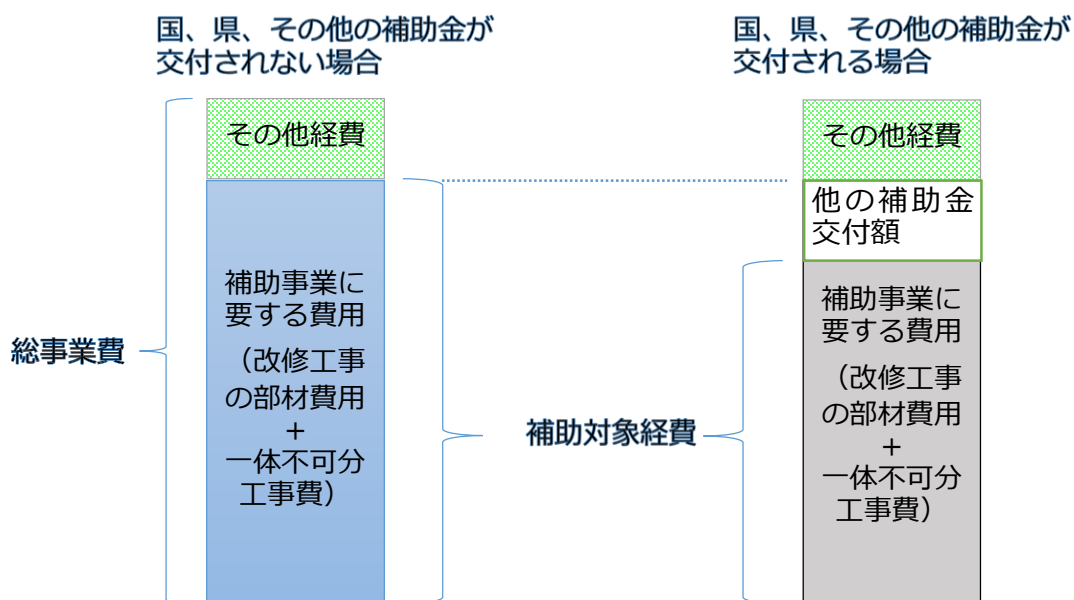 国、県、その他の補助金が
交付されない場合
国、県、その他の補助金が
交付される場合
その他経費
補助事業に
要する費用
（改修工事
の部材費用
+
一体不可分
工事費）
総事業費
補助対象経費
その他経費
他の補助金
交付額
補助事業に
要する費用
（改修工事
の部材費用
+
一体不可分
工事費）